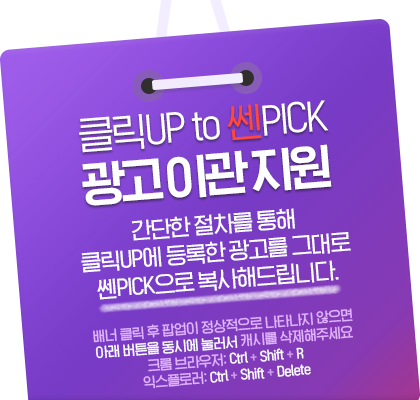 클릭UP to 쎈PICK
광고 이관 지원
간단한 절차를 통해
클릭UP에 등록한 광고를 그대로
쎈PICK으로 복사해드립니다.
배너 클릭 후 팝업이 정상적으로 나타나지 않으면
아래 버튼을 동시에 눌러서 캐시를 삭제해주세요
크롬 브라우저: Ctrl + Shift + R
익스플로러: Ctrl + Shift + Delete